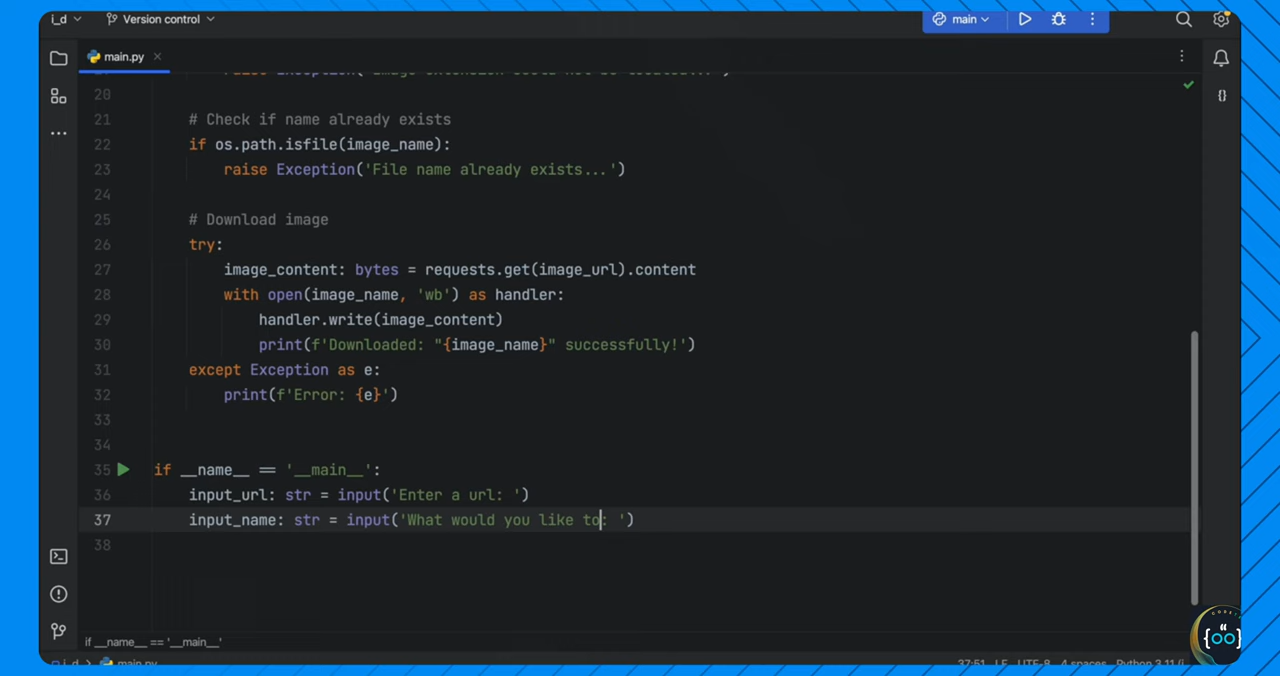 i_d Version control main
main.py
20
21 # Check if name already exists
22 if os.path.isfile(image_name):
23 raise Exception('File name already exists...')
24
25 # Download image
26 try:
27 image_content: bytes = requests.get(image_url).content
28 with open(image_name, 'wb') as handler:
29 handler.write(image_content)
30 print(f'Downloaded: "{image_name}" successfully!')
31 except Exception as e:
32 print(f'Error: {e}')
33
34
35 if __name__ == '__main__':
36 input_url: str = input('Enter a url: ')
37 input_name: str = input('What would you like to: ')
38
if __name__ == '__main__'
i_d > main.py 37:51 LF UTF-8 4 spaces Python 3.11